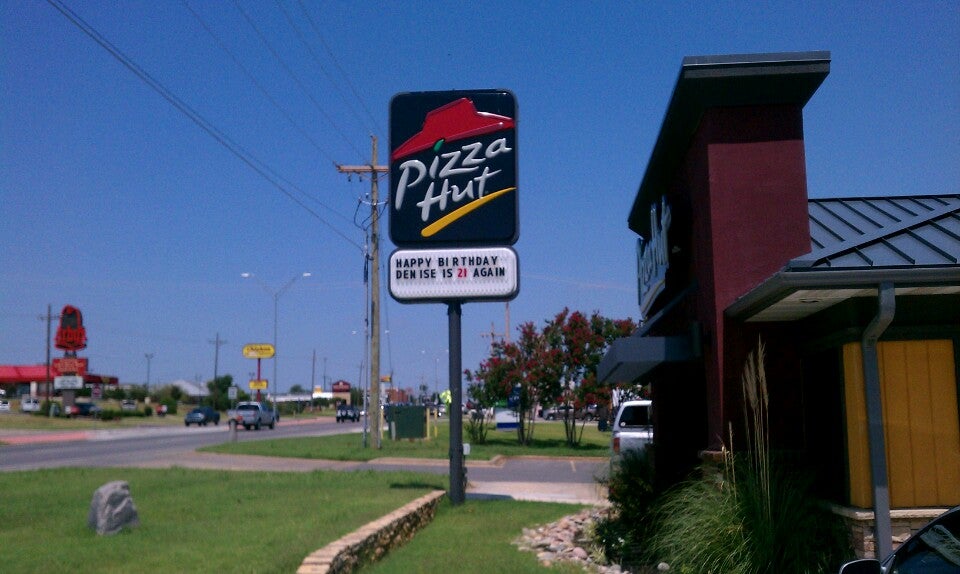 Pizza
Hut
HAPPY BIRTHDAY
DENISE IS 21 AGAIN